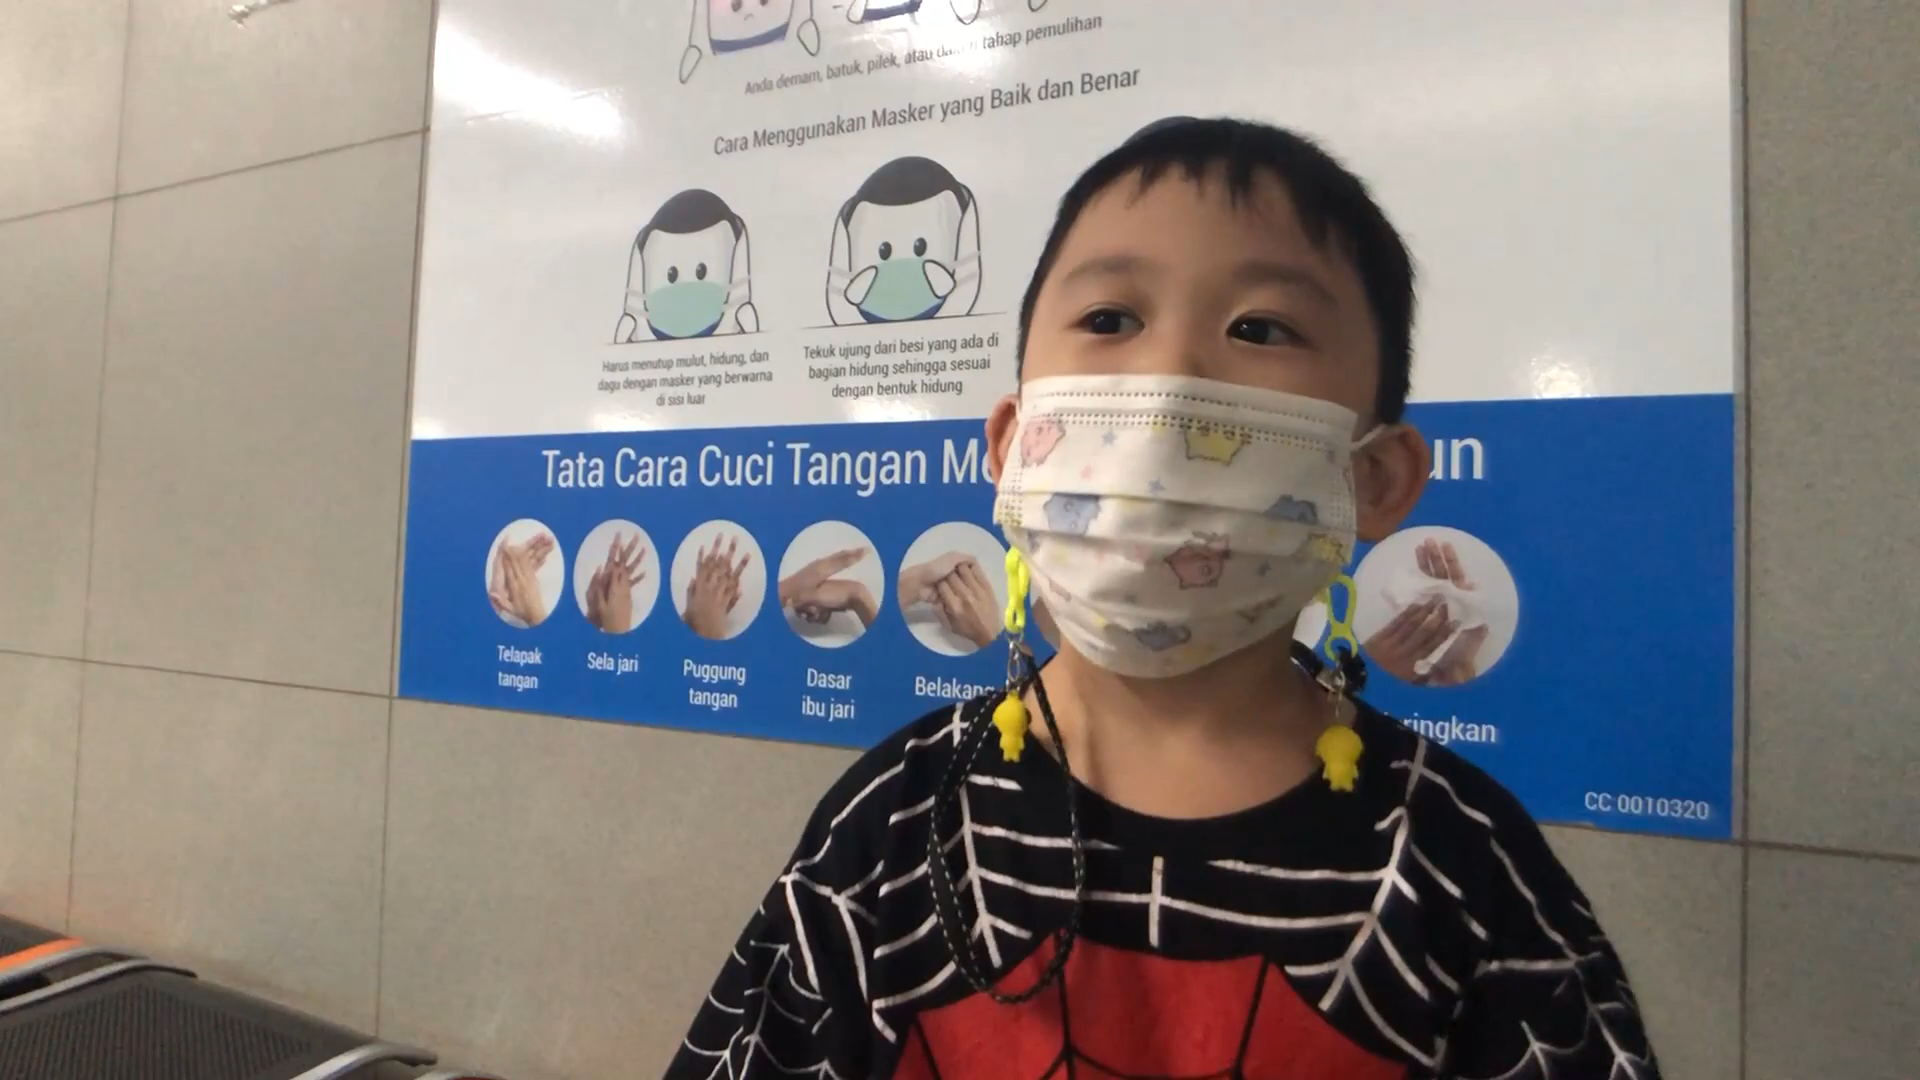 Anda demam, batuk, pilek, atau tahap pemulihan
Cara Menggunakan Masker yang Baik dan Benar
Harus menutup mulut, hidung, dan
dagu dengan masker yang berwarna
di sisi luar
Tekuk ujung dari besi yang ada di
bagian hidung sehingga sesuai
dengan bentuk hidung
Tata Cara Cuci Tangan
Telapak
tangan
Sela jari
Puggung
tangan
Dasar
ibu jari
Belakang
CC 0010320